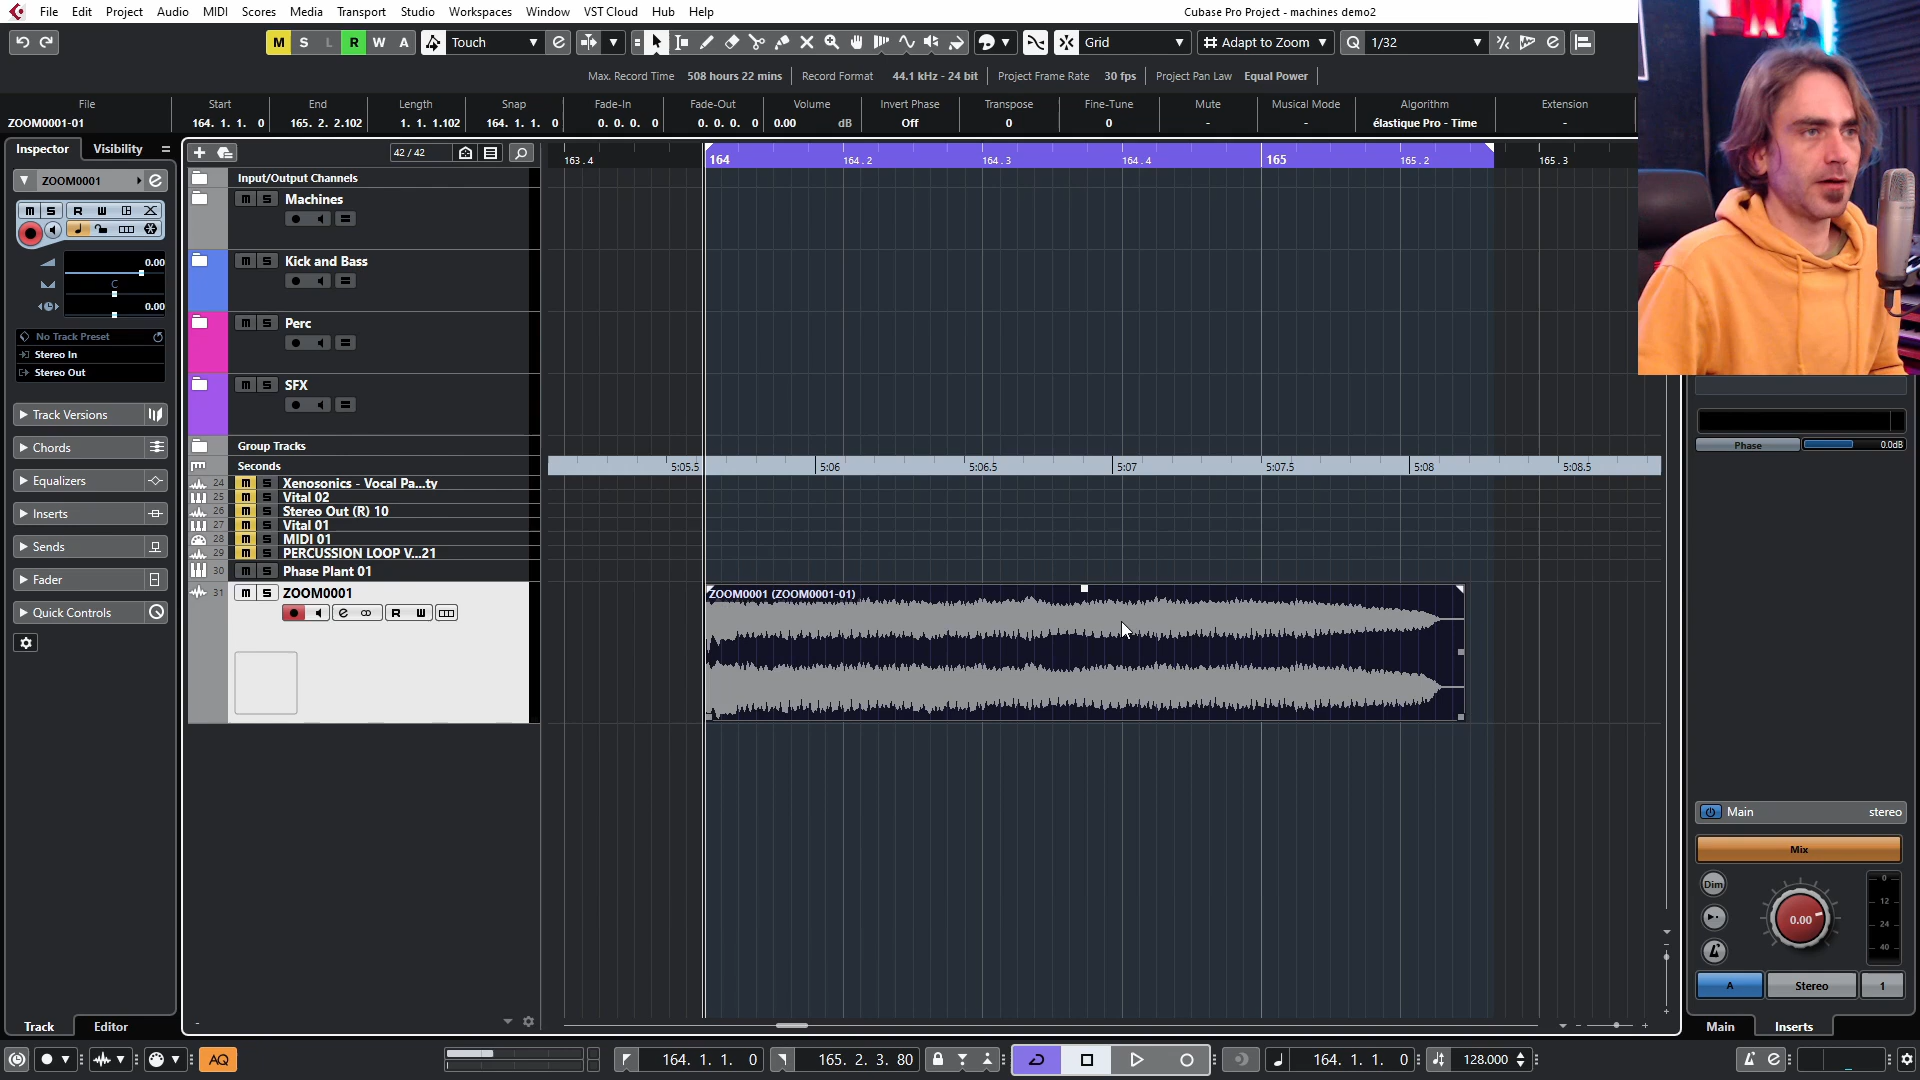 File Edit Project Audio MIDI Scores Media Transport Studio Workspaces Window VST Cloud Hub Help
Cubase Pro Project - machines demo2
M S L R W A Touch
Grid
Adapt to Zoom
Q 1/32
Max. Record Time 508 hours 22 mins
Record Format 44.1 kHz - 24 bit
Project Frame Rate 30 fps
Project Pan Law Equal Power
File Start End Length Snap Fade-In Fade-Out Volume Invert Phase Transpose Fine-Tune Mute Musical Mode Algorithm Extension
ZOOM0001-01 164. 1. 1. 0 165. 2. 2.102 1. 1. 1.102 164. 1. 1. 0 0. 0. 0. 0 0. 0. 0. 0 0.00 dB Off 0 0 - - élastique Pro - Time -
Inspector Visibility
42 / 42
163.4 164 164.2 164.3 164.4 165 165.2 165.3
ZOOM0001
m S R W
0.00
C
0.00
No Track Preset
Stereo In
Stereo Out
Track Versions
Chords
Equalizers
Inserts
Sends
Fader
Quick Controls
Input/Output Channels
m S Machines
m S Kick and Bass
m S Perc
m S SFX
Group Tracks
Seconds
5:05.5 5:06 5:06.5 5:07 5:07.5 5:08 5:08.5
24 m S Xenosonics - Vocal Pa...ty
25 m S Vital 02
26 m S Stereo Out (R) 10
27 m S Vital 01
28 m S MIDI 01
29 m S PERCUSSION LOOP V...21
30 m S Phase Plant 01
31 m S ZOOM0001
R W
ZOOM0001 (ZOOM0001-01)
Phase 0.0dB
Main stereo
Mix
Dim
0.00
0
12
24
40
A Stereo 1
Main Inserts
Track Editor
AQ
164. 1. 1. 0
165. 2. 3. 80
164. 1. 1. 0
128.000